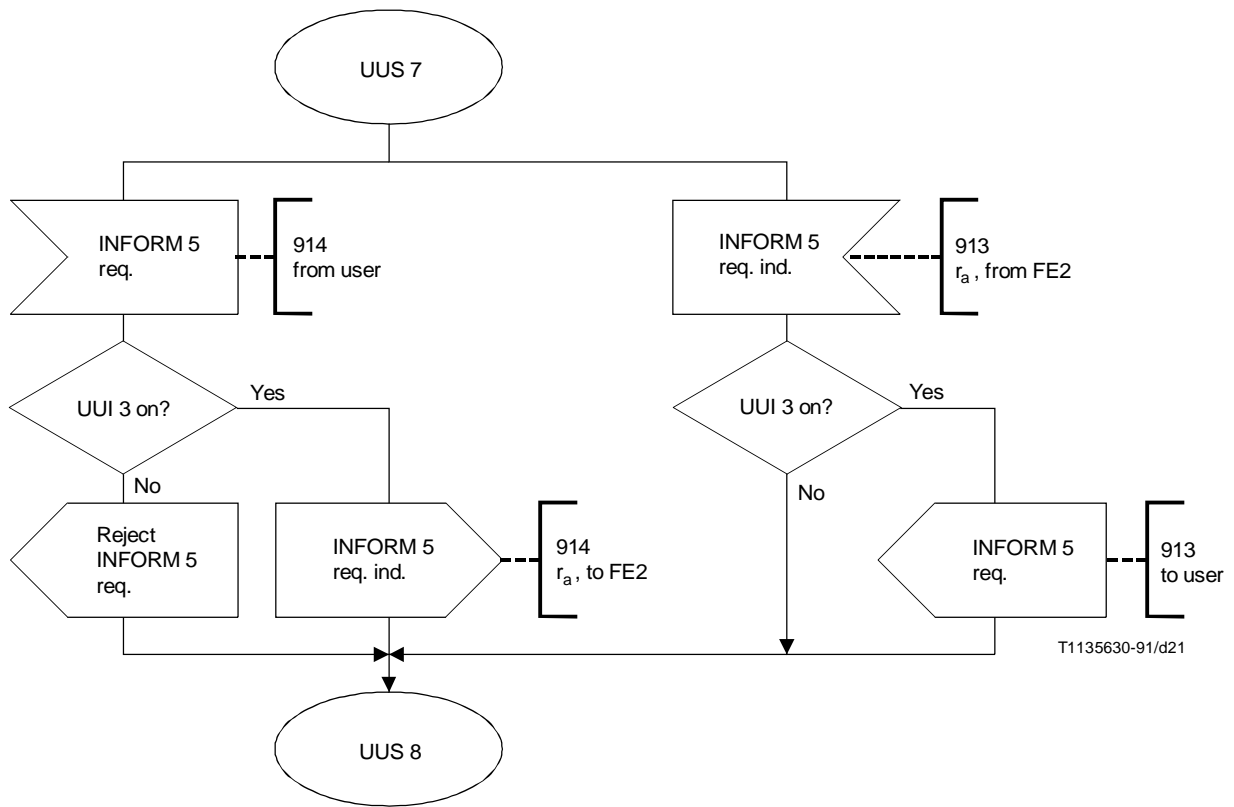 UUS 7
INFORM 5
req.
914
from user
INFORM 5
req. ind.
913
ra , from FE2
UUI 3 on?
Yes
No
UUI 3 on?
Yes
No
Reject
INFORM 5
req.
INFORM 5
req. ind.
914
ra , to FE2
INFORM 5
req.
913
to user
T1135630-91/d21
UUS 8